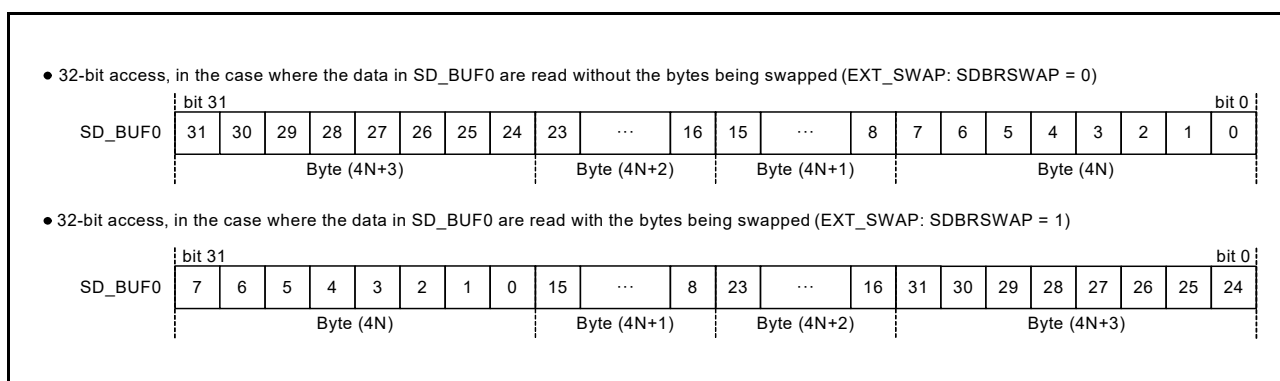 ● 32-bit access, in the case where the data in SD_BUF0 are read without the bytes being swapped (EXT_SWAP: SDBRSWAP = 0)
bit 31 bit 0
SD_BUF0 31 30 29 28 27 26 25 24 23 ··· 16 15 ··· 8 7 6 5 4 3 2 1 0
Byte (4N+3) Byte (4N+2) Byte (4N+1) Byte (4N)
● 32-bit access, in the case where the data in SD_BUF0 are read with the bytes being swapped (EXT_SWAP: SDBRSWAP = 1)
bit 31 bit 0
SD_BUF0 7 6 5 4 3 2 1 0 15 ··· 8 23 ··· 16 31 30 29 28 27 26 25 24
Byte (4N) Byte (4N+1) Byte (4N+2) Byte (4N+3)